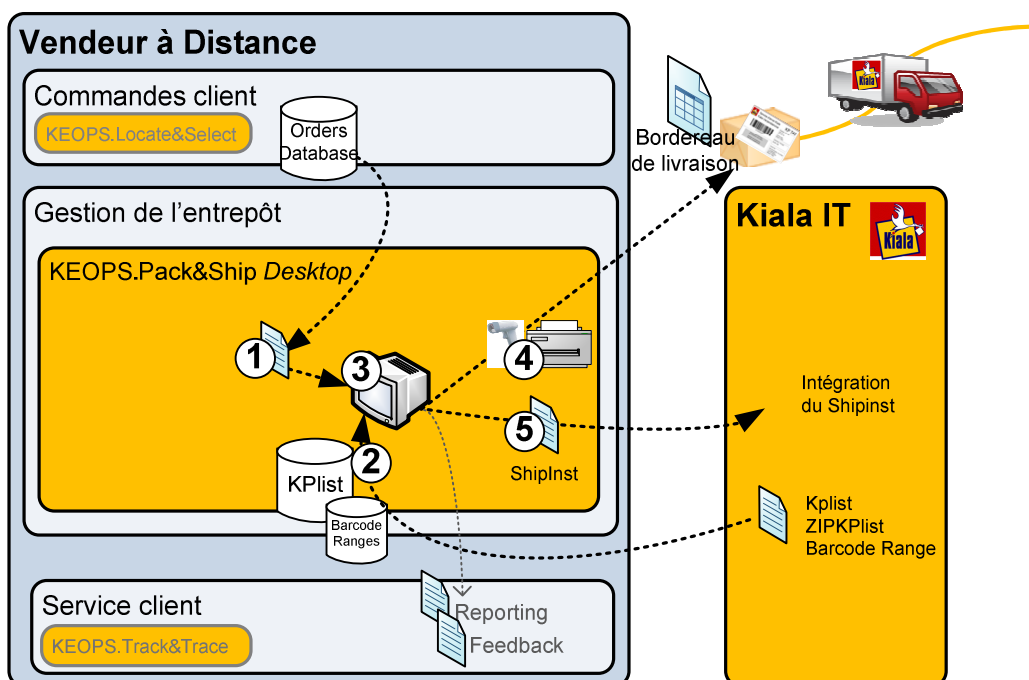 Vendeur à Distance
Commandes client
KEOPS.Locate&Select
Orders
Database
Bordereau
de livraison
Kiala
Gestion de l’entrepôt
KEOPS.Pack&Ship Desktop
1
3
4
2
5
KPlist
Barcode
Ranges
ShipInst
Kiala IT
Kiala
Intégration
du Shipinst
Kplist
ZIPKPlist
Barcode Range
Service client
KEOPS.Track&Trace
Reporting
Feedback